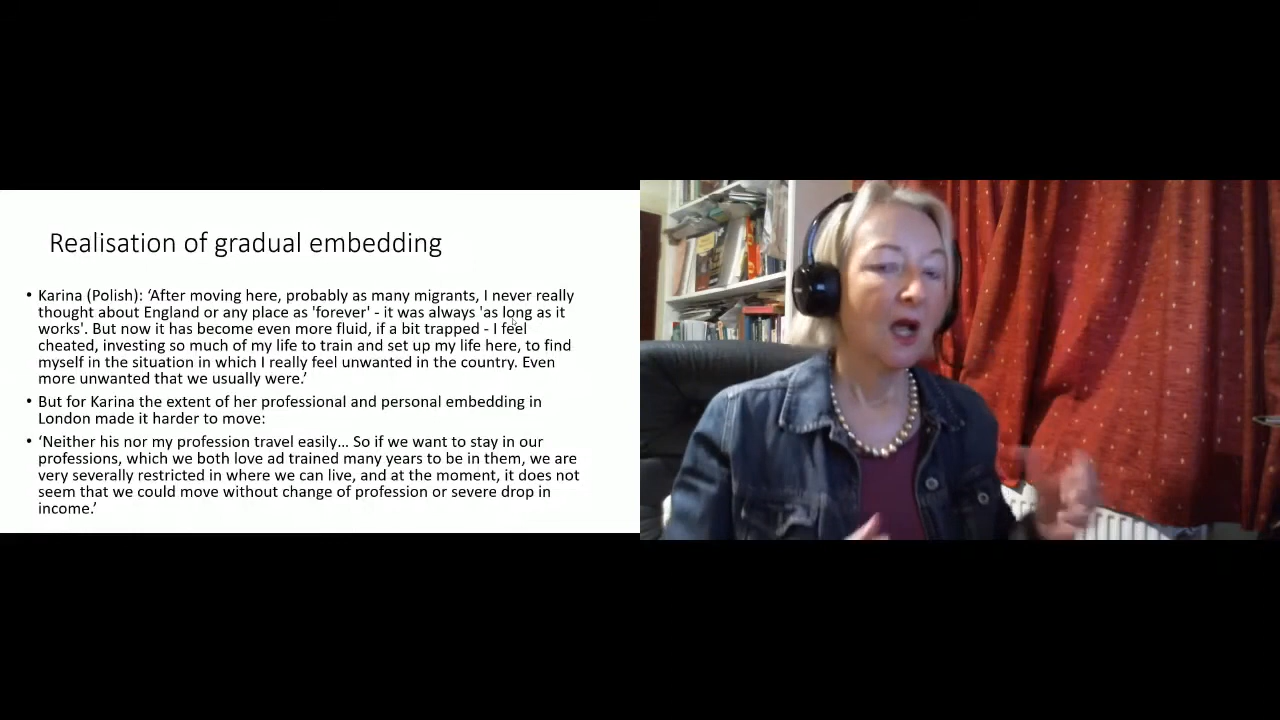 Realisation of gradual embedding
• Karina (Polish): ‘After moving here, probably as many migrants, I never really
thought about England or any place as 'forever' - it was always 'as long as it
works'. But now it has become even more fluid, if a bit trapped - I feel
cheated, investing so much of my life to train and set up my life here, to find
myself in the situation in which I really feel unwanted in the country. Even
more unwanted that we usually were.’
• But for Karina the extent of her professional and personal embedding in
London made it harder to move:
• ‘Neither his nor my profession travel easily… So if we want to stay in our
professions, which we both love ad trained many years to be in them, we are
very severally restricted in where we can live, and at the moment, it does not
seem that we could move without change of profession or severe drop in
income.’